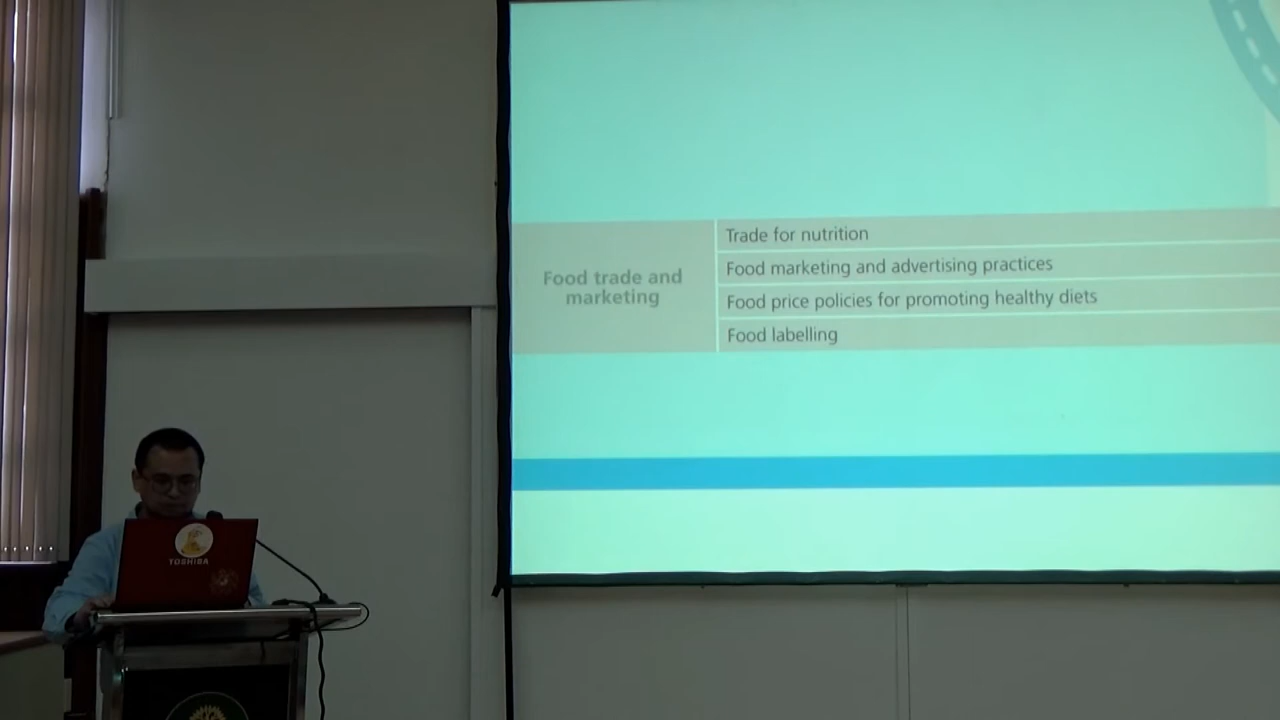 Food trade and
marketing
Trade for nutrition
Food marketing and advertising practices
Food price policies for promoting healthy diets
Food labelling
TOSHIBA